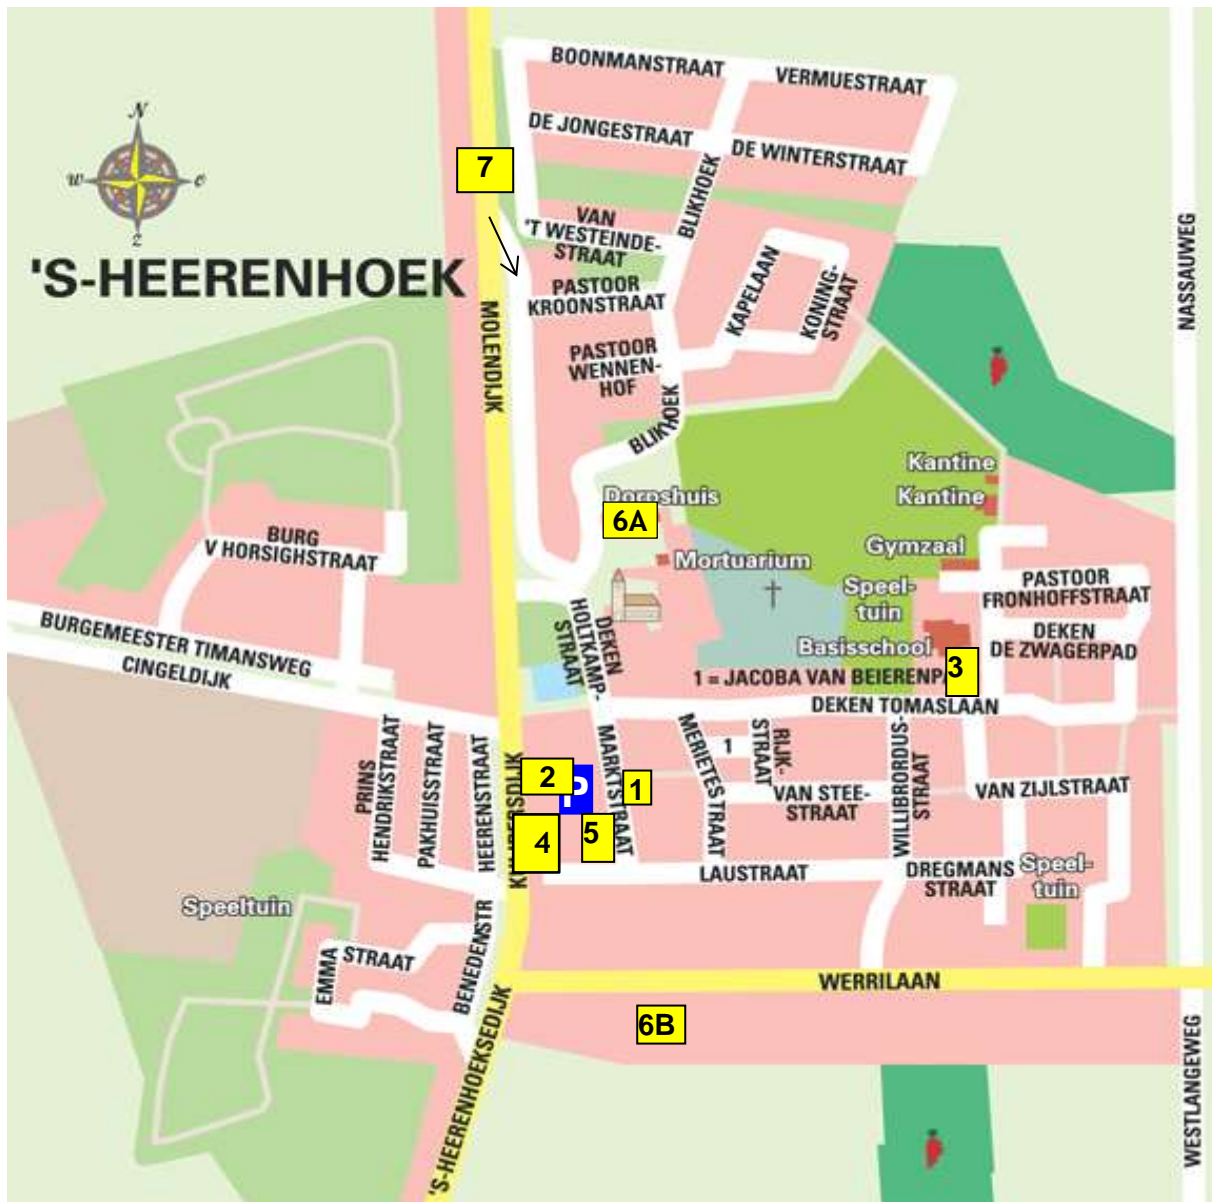 BOONMANSTRAAT
VERMUESTRAAT
N
w
o
z
DE JONGESTRAAT
DE WINTERSTRAAT
7
BLIKHOEK
VAN
'T WESTEINDE-
STRAAT
NASSAUWEG
'S-HEERENHOEK
PASTOOR
KROONSTRAAT
KAPELAAN
KONING-
STRAAT
MOLENDIJK
PASTOOR
WENNEN-
HOF
BLIKHOEK
Kantine
Kantine
Dorpshuis
6A
BURG
V HORSIGHSTRAAT
Gymzaal
Mortuarium
PASTOOR
FRONHOFFSTRAAT
Speel-
tuin
DEKEN
HOLTKAMP-
STRAAT
BURGEMEESTER TIMANSWEG
CINGELDIJK
Basisschool
DEKEN
DE ZWAGERPAD
3
1 = JACOBA VAN BEIERENPA
DEKEN TOMASLAAN
PRINS
HENDRIKSTRAAT
PAKHUISSTRAAT
HEERENSTRAAT
2
P
MARKTSTRAAT
1
MERIETESTRAAT
1
RIJK-
STRAAT
VAN STEE-
STRAAT
WILLIBRORDUS-
STRAAT
VAN ZIJLSTRAAT
4
5
LAUSTRAAT
DREGMANS
STRAAT
Speel-
tuin
Speeltuin
EMMA
STRAAT
BENEDENSTR
WERRILAAN
6B
'S-HEERENHOEKSEDIJK
WESTLANGEWEG